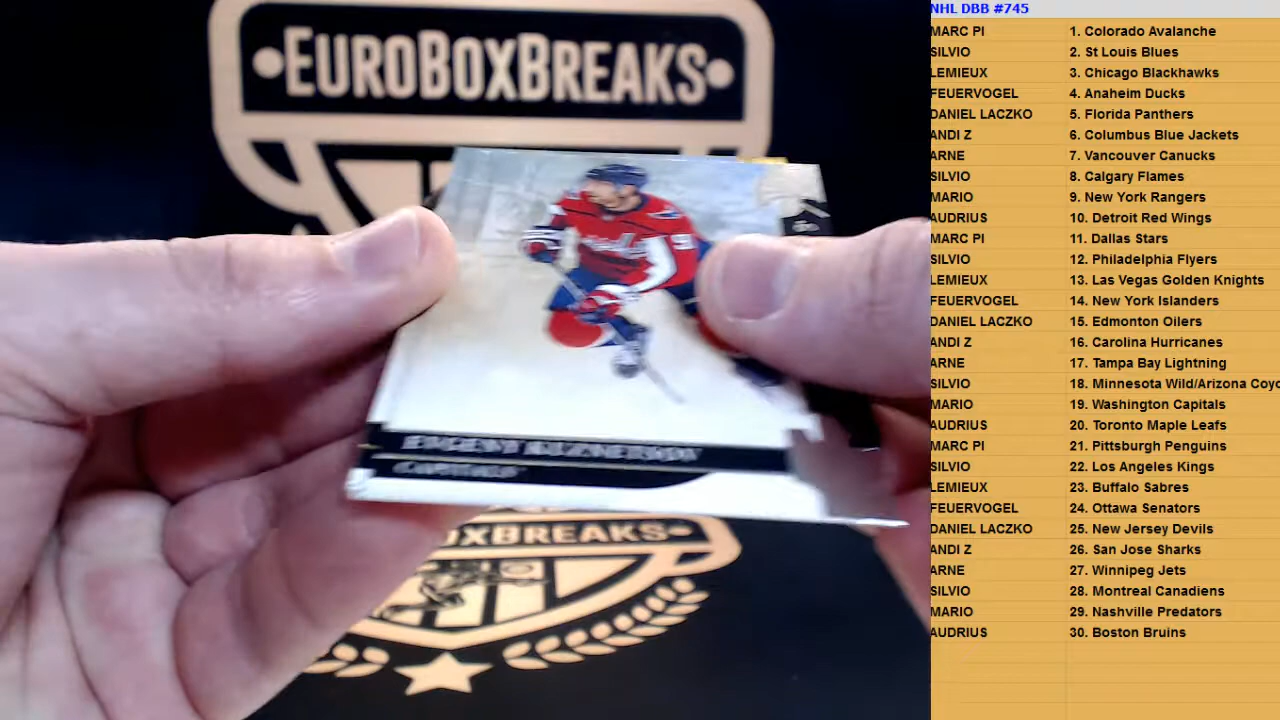 •EUROBOXBREAKS•
EVGENY KUZNETSOV
CAPITALS
XBREAKS•
NHL DBB #745
MARC PI 1. Colorado Avalanche
SILVIO 2. St Louis Blues
LEMIEUX 3. Chicago Blackhawks
FEUERVOGEL 4. Anaheim Ducks
DANIEL LACZKO 5. Florida Panthers
ANDI Z 6. Columbus Blue Jackets
ARNE 7. Vancouver Canucks
SILVIO 8. Calgary Flames
MARIO 9. New York Rangers
AUDRIUS 10. Detroit Red Wings
MARC PI 11. Dallas Stars
SILVIO 12. Philadelphia Flyers
LEMIEUX 13. Las Vegas Golden Knights
FEUERVOGEL 14. New York Islanders
DANIEL LACZKO 15. Edmonton Oilers
ANDI Z 16. Carolina Hurricanes
ARNE 17. Tampa Bay Lightning
SILVIO 18. Minnesota Wild/Arizona Coyo
MARIO 19. Washington Capitals
AUDRIUS 20. Toronto Maple Leafs
MARC PI 21. Pittsburgh Penguins
SILVIO 22. Los Angeles Kings
LEMIEUX 23. Buffalo Sabres
FEUERVOGEL 24. Ottawa Senators
DANIEL LACZKO 25. New Jersey Devils
ANDI Z 26. San Jose Sharks
ARNE 27. Winnipeg Jets
SILVIO 28. Montreal Canadiens
MARIO 29. Nashville Predators
AUDRIUS 30. Boston Bruins